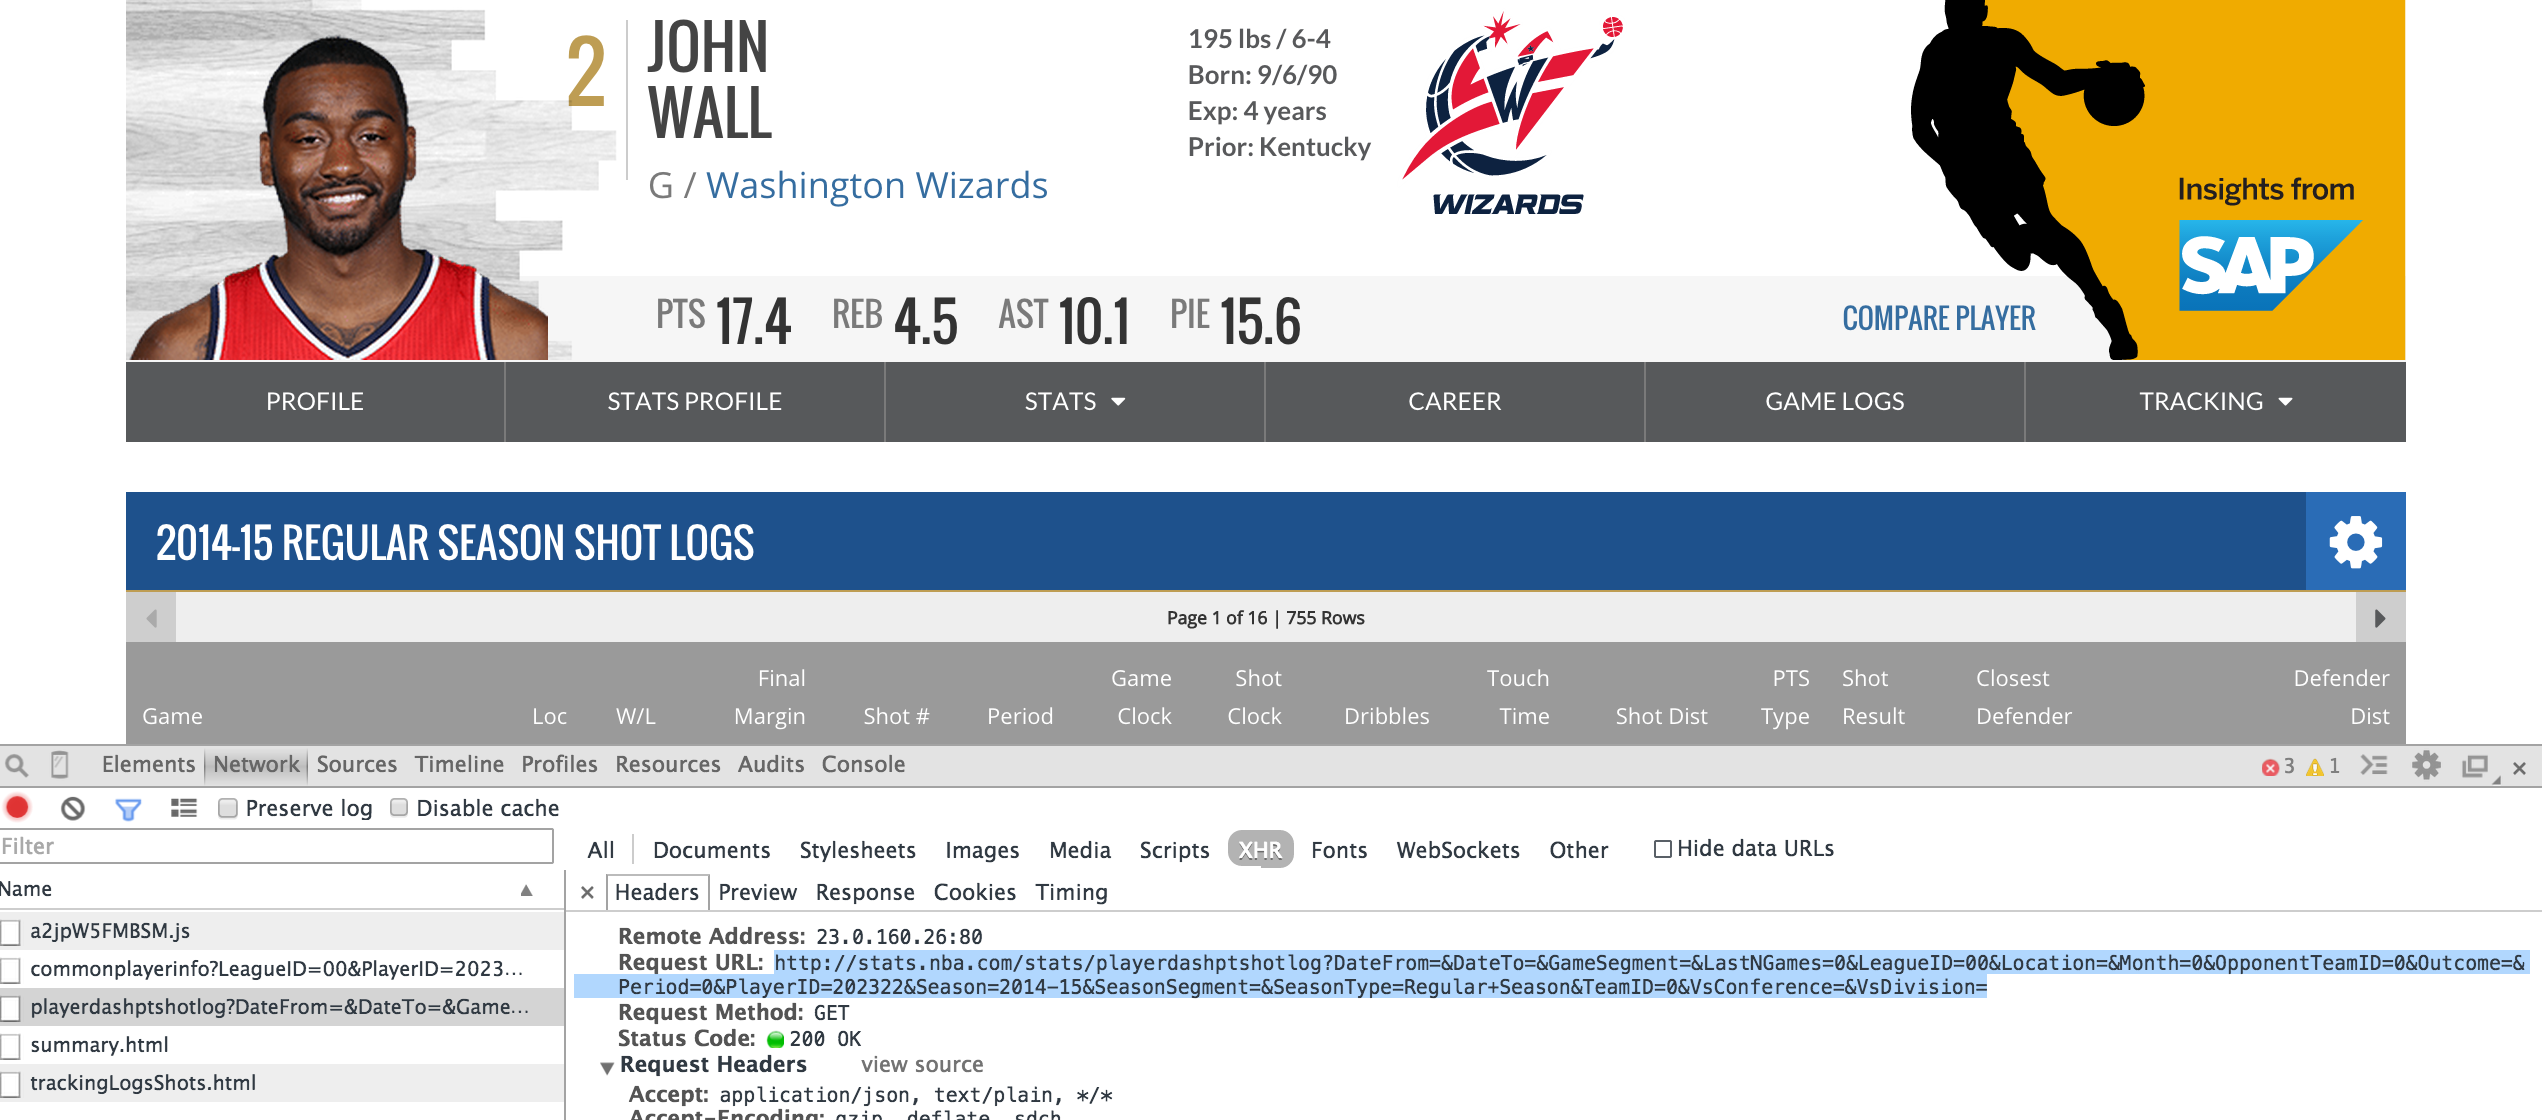 2
JOHN
WALL
G / Washington Wizards
195 lbs / 6-4
Born: 9/6/90
Exp: 4 years
Prior: Kentucky
W
WIZARDS
Insights from
SAP
PTS 17.4 REB 4.5 AST 10.1 PIE 15.6
COMPARE PLAYER
PROFILE STATS PROFILE STATS CAREER GAME LOGS TRACKING
2014-15 REGULAR SEASON SHOT LOGS
Page 1 of 16 | 755 Rows
Game Loc W/L Final Margin Shot # Period Game Clock Shot Clock Dribbles Touch Time Shot Dist PTS Type Shot Result Closest Defender Defender Dist
Elements Network Sources Timeline Profiles Resources Audits Console 3 1
Preserve log Disable cache
Filter
All Documents Stylesheets Images Media Scripts XHR Fonts WebSockets Other Hide data URLs
Name
× Headers Preview Response Cookies Timing
a2jpW5FMBSM.js
commonplayerinfo?LeagueID=00&PlayerID=2023...
playerdashptshotlog?DateFrom=&DateTo=&Game...
summary.html
trackingLogsShots.html
Remote Address: 23.0.160.26:80
Request URL: http://stats.nba.com/stats/playerdashptshotlog?DateFrom=&DateTo=&GameSegment=&LastNGames=0&LeagueID=00&Location=&Month=0&OpponentTeamID=0&Outcome=&
Period=0&PlayerID=202322&Season=2014-15&SeasonSegment=&SeasonType=Regular+Season&TeamID=0&VsConference=&VsDivision=
Request Method: GET
Status Code: 200 OK
Request Headers view source
Accept: application/json, text/plain, */*
Accept-Encoding: gzip, deflate, sdch